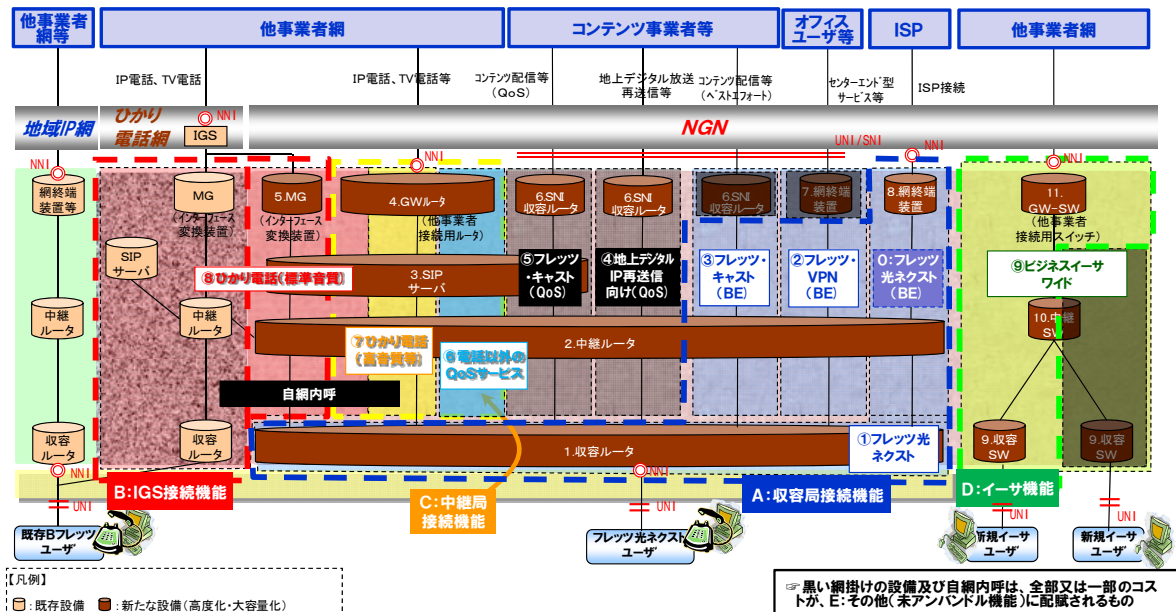 他事業者
網等
他事業者網
コンテンツ事業者等
オフィス
ユーザ等
ISP
他事業者網
IP電話、TV電話
IP電話、TV電話等
コンテンツ配信等
(QoS)
地上デジタル放送
再送信等
コンテンツ配信等
(ベストエフォート)
センターエンド型
サービス等
ISP接続
地域IP網
ひかり
電話網
NNI
IGS
NGN
UNI/SNI
NNI
NNI
NNI
NNI
網終端
装置等
MG
(インターフェース
変換装置)
5.MG
(インターフェース
変換装置)
4.GWルータ
(他事業者
接続用ルータ)
6.SNI
収容ルータ
6.SNI
収容ルータ
6.SNI
収容ルータ
7.網終端
装置
8.網終端
装置
11.
GW-SW
(他事業者
接続用スイッチ)
SIP
サーバ
⑧ひかり電話(標準音質)
3.SIP
サーバ
⑤フレッツ
・キャスト
(QoS)
④地上デジタル
IP再送信
向け(QoS)
③フレッツ・
キャスト
(BE)
②フレッツ・
VPN
(BE)
0:フレッツ
光ネクスト
(BE)
⑨ビジネスイーサ
ワイド
中継
ルータ
中継
ルータ
2.中継ルータ
10.中継
SW
⑦ひかり電話
(高音質等)
⑥電話以外の
QoSサービス
自網内呼
収容
ルータ
収容
ルータ
1.収容ルータ
①フレッツ光
ネクスト
9.収容
SW
9.収容
SW
NNI
NNI
B:IGS接続機能
C:中継局
接続機能
A:収容局接続機能
D:イーサ機能
UNI
UNI
UNI
UNI
既存Bフレッツ
ユーザ
フレッツ光ネクスト
ユーザ
新規イーサ
ユーザ
新規イーサ
ユーザ
【凡例】
:既存設備 :新たな設備(高度化・大容量化)
☞黒い網掛けの設備及び自網内呼は、全部又は一部のコス
トが、E:その他(未アンバンドル機能)に配賦されるもの